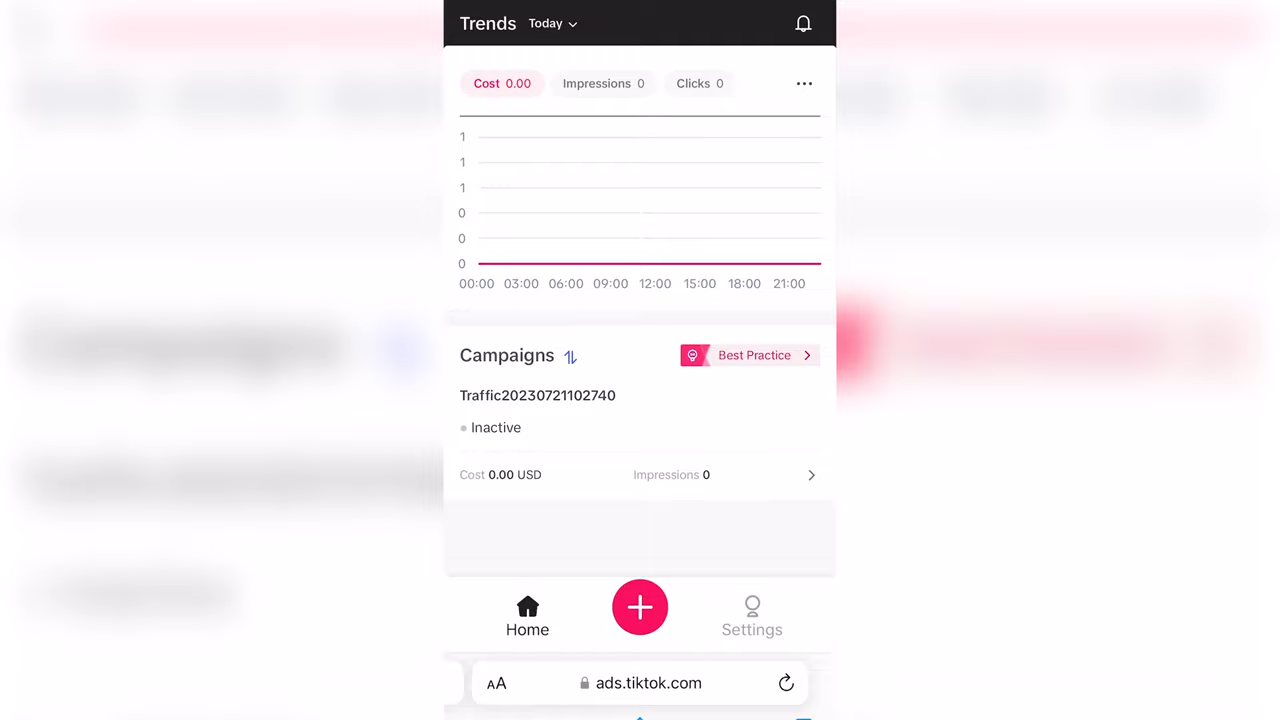 Trends Today
Cost 0.00 Impressions 0 Clicks 0
1
1
1
0
0
0
00:00 03:00 06:00 09:00 12:00 15:00 18:00 21:00
Campaigns Best Practice
Traffic20230721102740
Inactive
Cost 0.00 USD Impressions 0
Home Settings
AA ads.tiktok.com